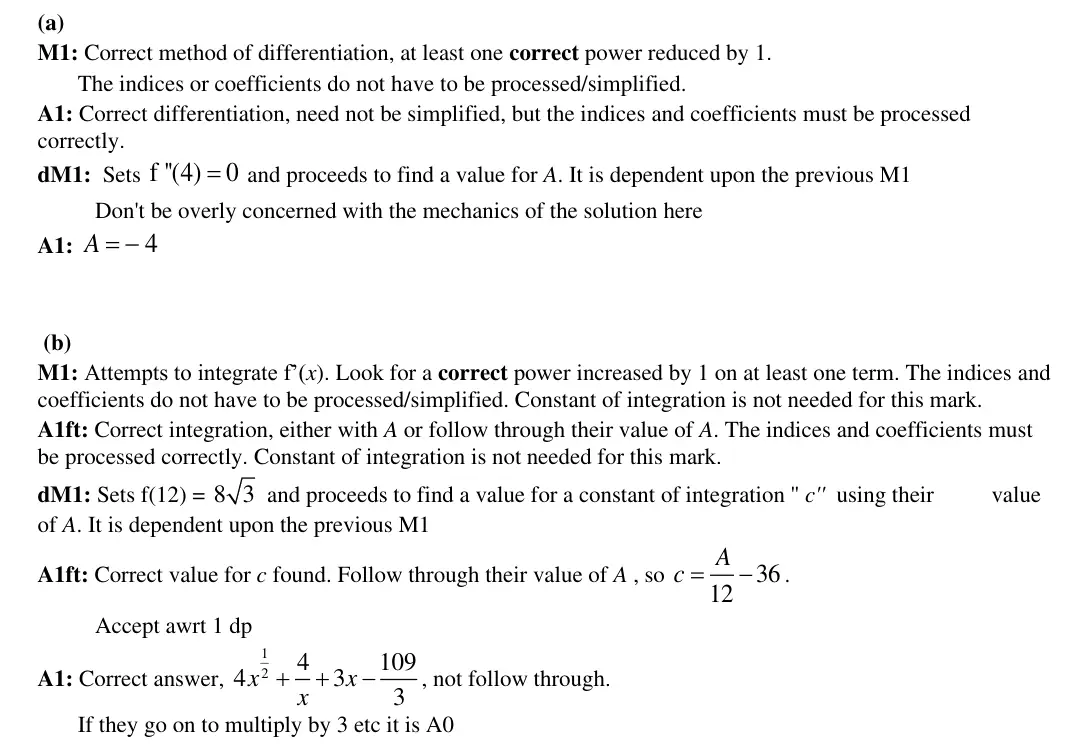 (a)
M1: Correct method of differentiation, at least one correct power reduced by 1.
The indices or coefficients do not have to be processed/simplified.
A1: Correct differentiation, need not be simplified, but the indices and coefficients must be processed
correctly.
dM1: Sets f "(4) = 0 and proceeds to find a value for A. It is dependent upon the previous M1
Don't be overly concerned with the mechanics of the solution here
A1: A = − 4
(b)
M1: Attempts to integrate f'(x). Look for a correct power increased by 1 on at least one term. The indices and
coefficients do not have to be processed/simplified. Constant of integration is not needed for this mark.
A1ft: Correct integration, either with A or follow through their value of A. The indices and coefficients must
be processed correctly. Constant of integration is not needed for this mark.
dM1: Sets f(12) = 8√3 and proceeds to find a value for a constant of integration " c" using their value
of A. It is dependent upon the previous M1
A1ft: Correct value for c found. Follow through their value of A , so c = A/12 − 36 .
Accept awrt 1 dp
A1: Correct answer, 4x^(1/2) + 4/x + 3x − 109/3 , not follow through.
If they go on to multiply by 3 etc it is A0